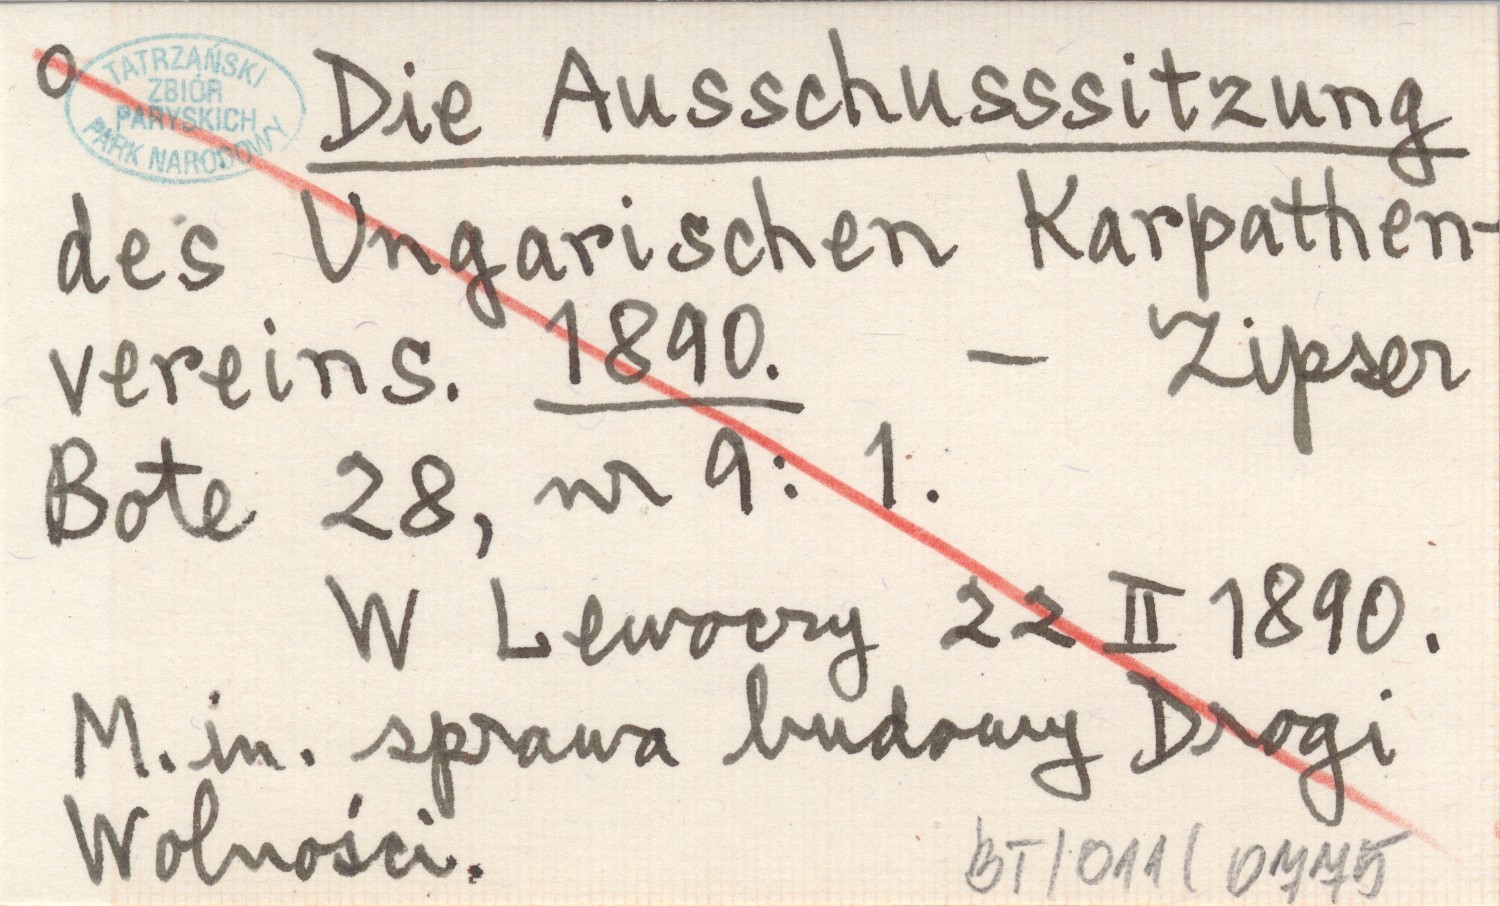 O
TATRZAŃSKI
ZBIÓR
PARYSKICH
PARK NARODOWY
Die Ausschusssitzung
des Ungarischen Karpathen-
vereins. 1890. — Zipser
Bote 28, nr 9: 1.
W Lewoczy 22 II 1890.
M. in. sprawa budowy Drogi
Wolności.
BT/011/